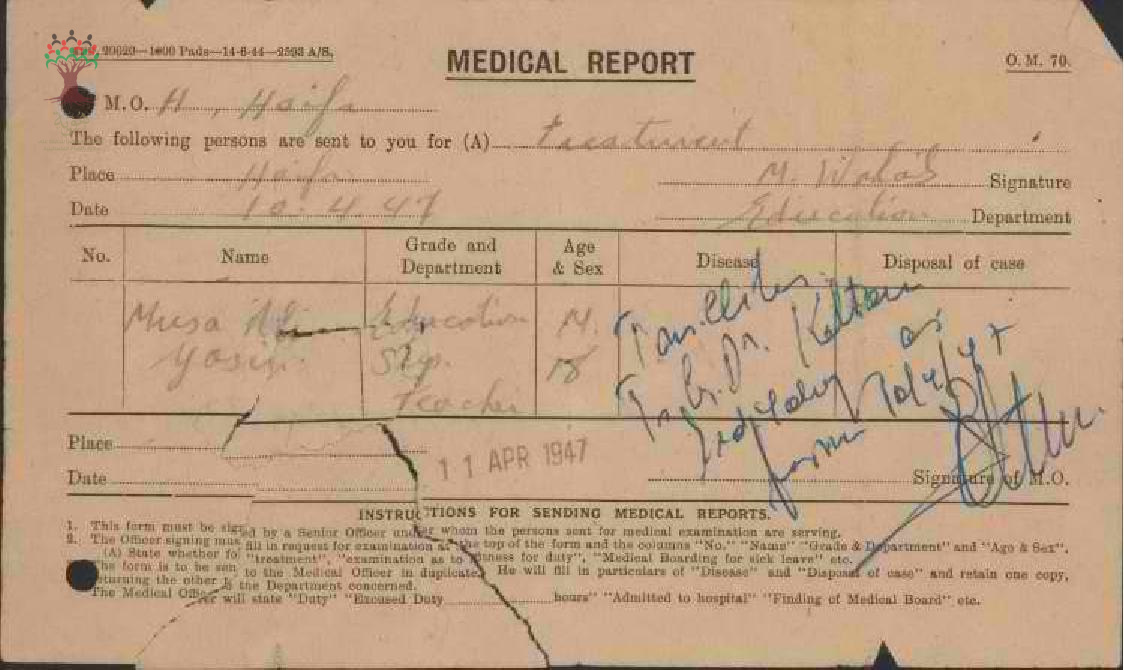 20029—1000 Pads—14-6-44—2593 A/S.
MEDICAL REPORT
O. M. 70.
M.O. H, Haifa
The following persons are sent to you for (A) Treatment
Place Haifa
Signature
Date 10.4.47
Education Department
No. Name Grade and Department Age & Sex Disease Disposal of case
Musa Ali Education M.
Yasin
Teacher
Tonsillitis
Dr.
as
Place
Date
11 APR 1947
Signature of M.O.
INSTRUCTIONS FOR SENDING MEDICAL REPORTS.
1. This form must be signed by a Senior Officer under whom the persons sent for medical examination are serving.
2. The Officer signing must fill in request for examination at the top of the form and the columns "No." "Name" "Grade & Department" and "Age & Sex".
(A) State whether for "treatment", "examination as to fitness for duty", "Medical Boarding for sick leave" etc.
The form is to be sent to the Medical Officer in duplicate. He will fill in particulars of "Disease" and "Disposal of case" and retain one copy,
returning the other to the Department concerned.
The Medical Officer will state "Duty" "Excused Duty hours" "Admitted to hospital" "Finding of Medical Board" etc.